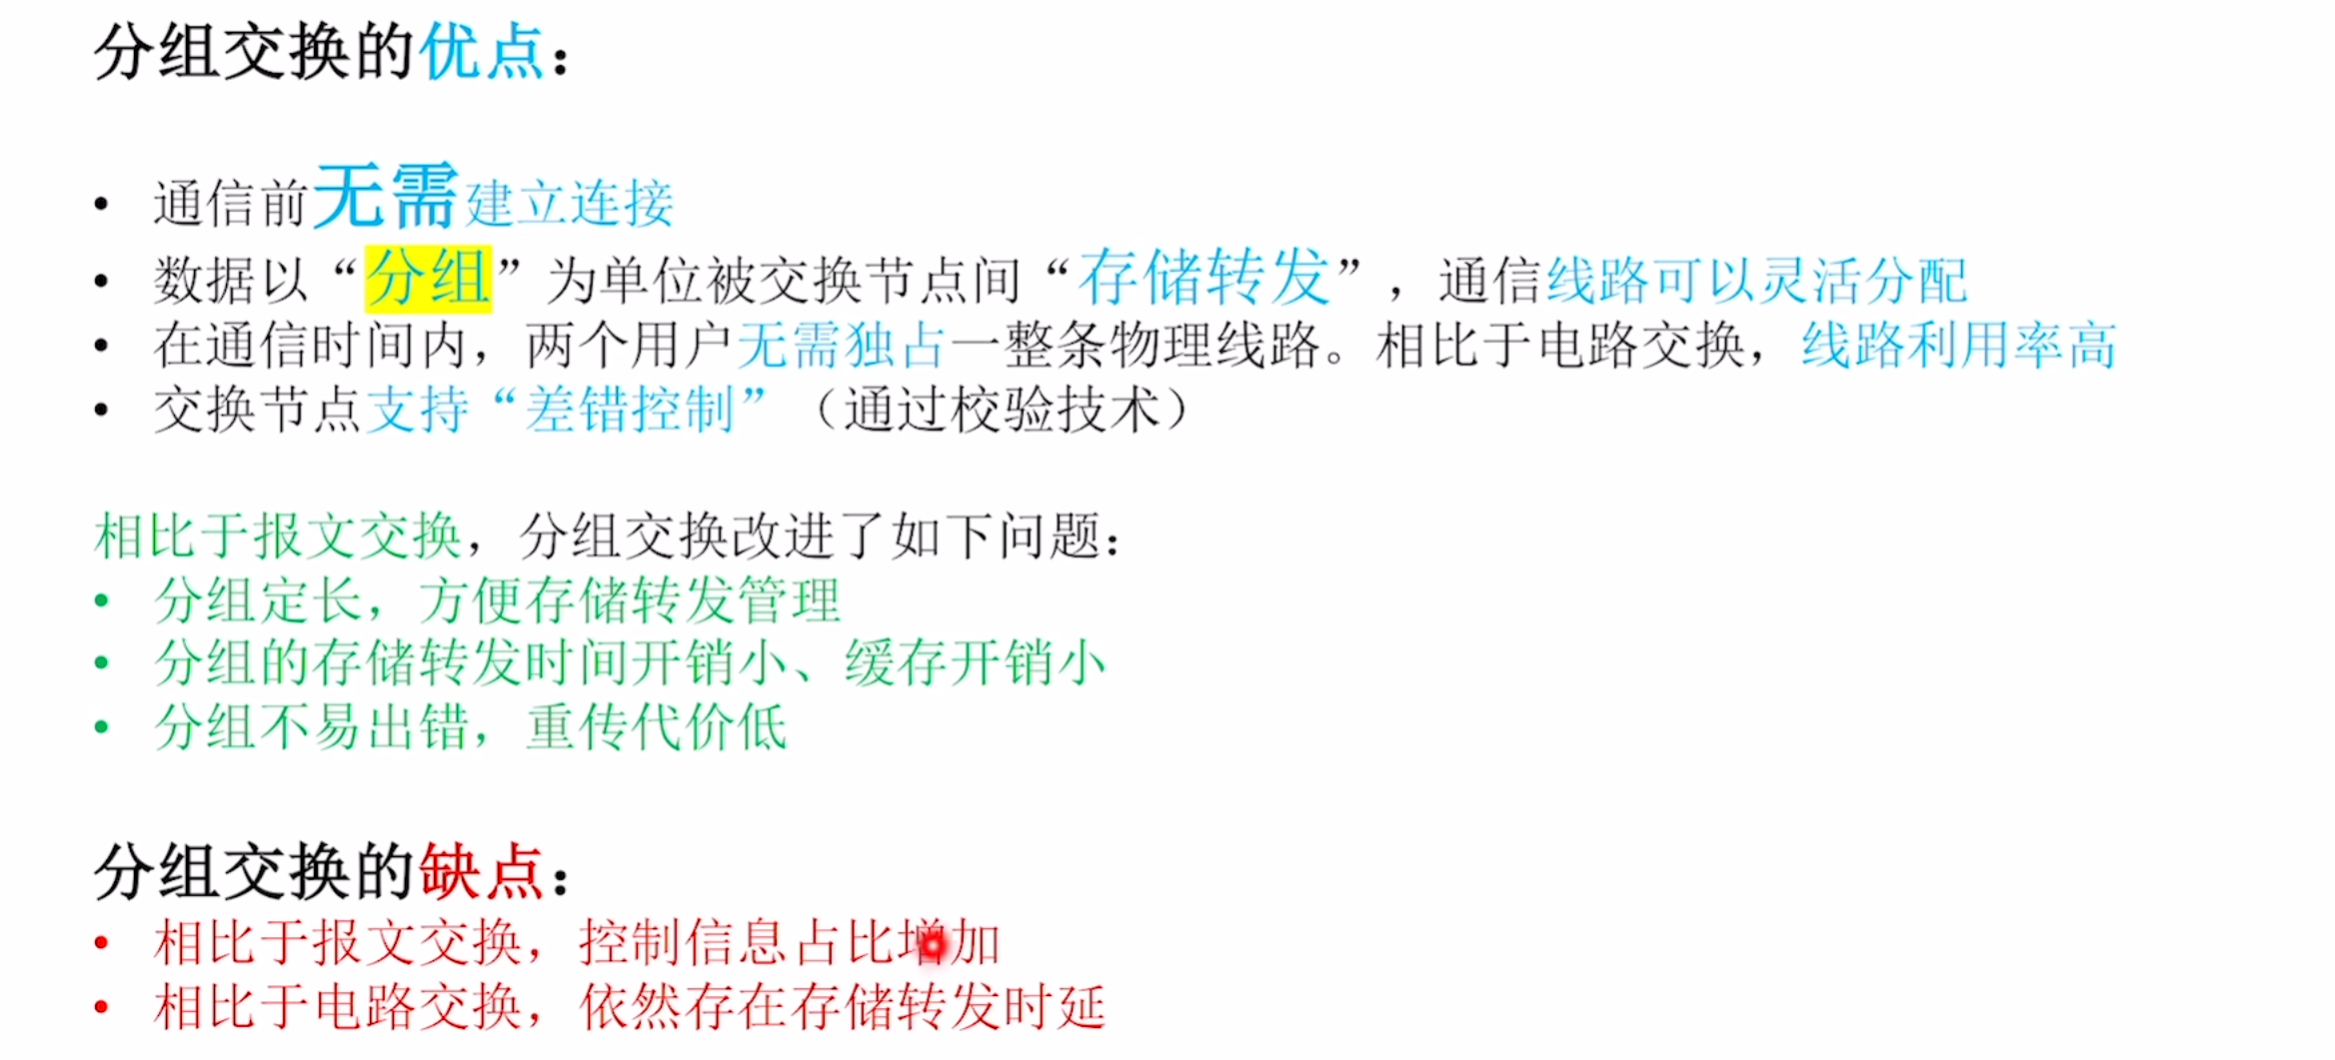 分组交换的优点：
• 通信前无需建立连接
• 数据以“分组”为单位被交换节点间“存储转发”，通信线路可以灵活分配
• 在通信时间内，两个用户无需独占一整条物理线路。相比于电路交换，线路利用率高
• 交换节点支持“差错控制”（通过校验技术）
相比于报文交换，分组交换改进了如下问题：
• 分组定长，方便存储转发管理
• 分组的存储转发时间开销小、缓存开销小
• 分组不易出错，重传代价低
分组交换的缺点：
• 相比于报文交换，控制信息占比增加
• 相比于电路交换，依然存在存储转发时延